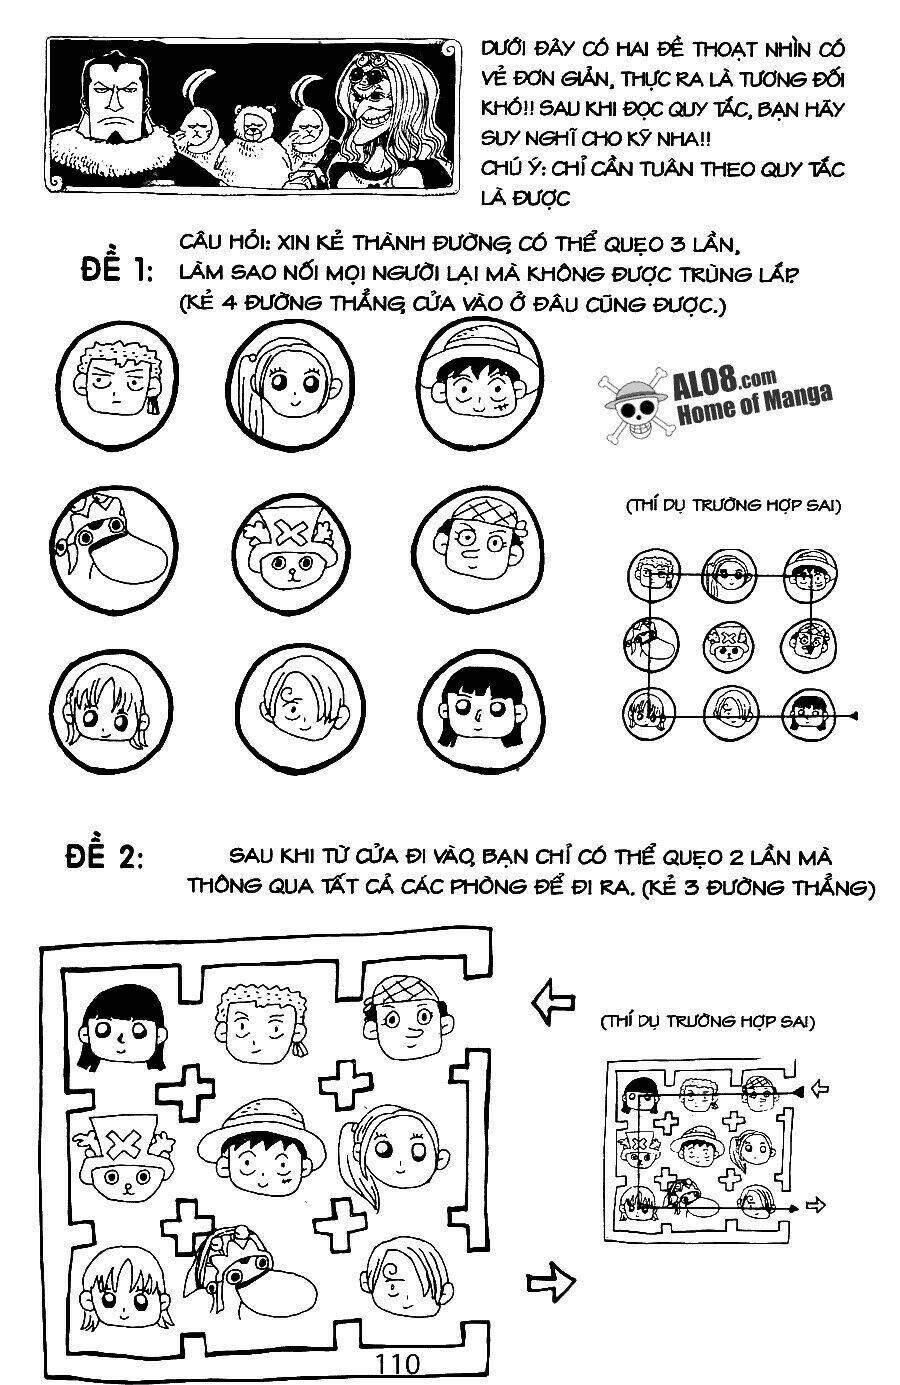 DƯỚI ĐÂY CÓ HAI ĐỀ THOẠT NHÌN CÓ
VẺ ĐƠN GIẢN, THỰC RA LÀ TƯƠNG ĐỐI
KHÓ!! SAU KHI ĐỌC QUY TẮC, BẠN HÃY
SUY NGHĨ CHO KỸ NHA!!
CHÚ Ý: CHỈ CẦN TUÂN THEO QUY TẮC
LÀ ĐƯỢC
ĐỀ 1:
CÂU HỎI: XIN KẺ THÀNH ĐƯỜNG, CÓ THỂ QUẸO 3 LẦN,
LÀM SAO NỐI MỌI NGƯỜI LẠI MÀ KHÔNG ĐƯỢC TRÙNG LẮP?
(KẺ 4 ĐƯỜNG THẲNG, CỬA VÀO Ở ĐÂU CŨNG ĐƯỢC.)
ALO8.com
Home of Manga
(THÍ DỤ TRƯỜNG HỢP SAI)
ĐỀ 2:
SAU KHI TỪ CỬA ĐI VÀO, BẠN CHỈ CÓ THỂ QUẸO 2 LẦN MÀ
THÔNG QUA TẤT CẢ CÁC PHÒNG ĐỂ ĐI RA. (KẺ 3 ĐƯỜNG THẲNG)
(THÍ DỤ TRƯỜNG HỢP SAI)
110